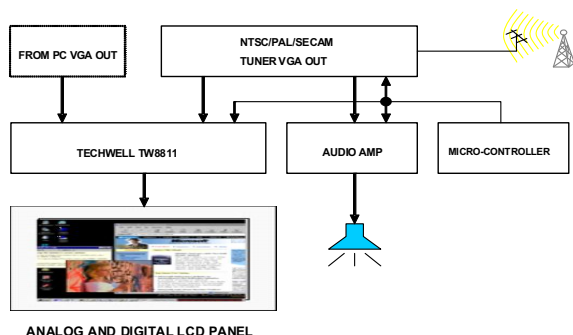 FROM PC VGA OUT
NTSC/PAL/SECAM
TUNER VGA OUT
TECHWELL TW8811
AUDIO AMP
MICRO-CONTROLLER
ANALOG AND DIGITAL LCD PANEL